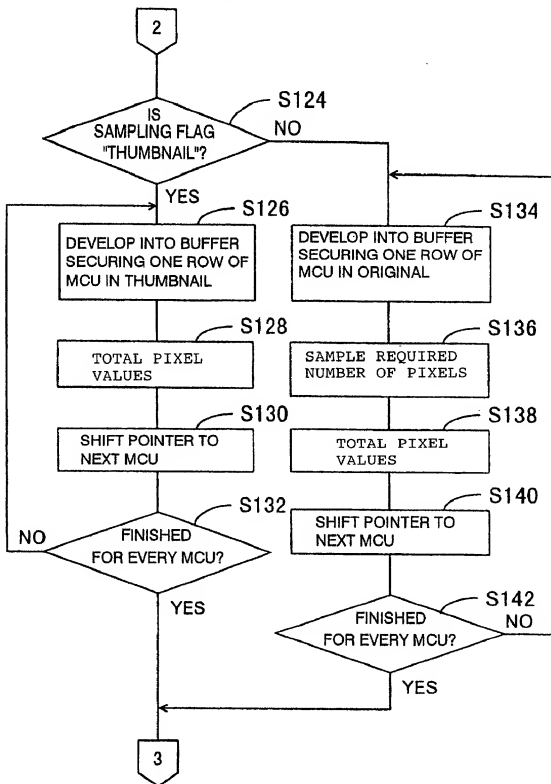 2
S124
IS
SAMPLING FLAG
"THUMBNAIL"?
NO
YES
S126
DEVELOP INTO BUFFER
SECURING ONE ROW OF
MCU IN THUMBNAIL
S128
TOTAL PIXEL
VALUES
S130
SHIFT POINTER TO
NEXT MCU
S132
NO
FINISHED
FOR EVERY MCU?
YES
S134
DEVELOP INTO BUFFER
SECURING ONE ROW OF
MCU IN ORIGINAL
S136
SAMPLE REQUIRED
NUMBER OF PIXELS
S138
TOTAL PIXEL
VALUES
S140
SHIFT POINTER TO
NEXT MCU
S142
FINISHED
FOR EVERY MCU?
NO
YES
3